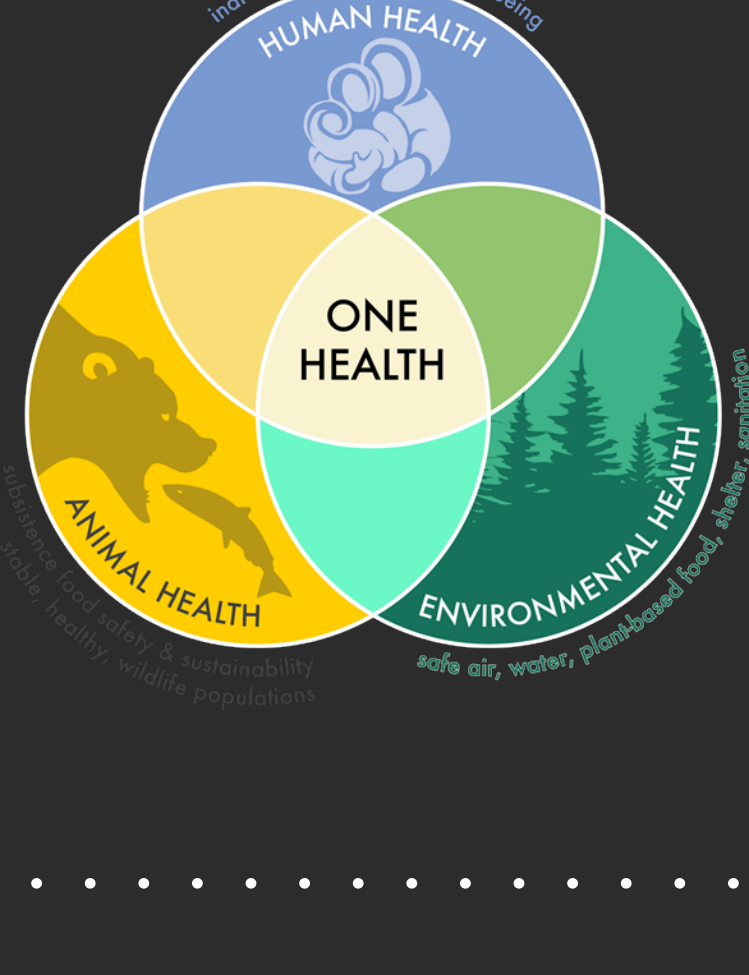 HUMAN HEALTH
ONE
HEALTH
ANIMAL HEALTH
ENVIRONMENTAL HEALTH
subsistence food safety & sustainability
stable, healthy, wildlife populations
safe air, water, plant-based food, shelter, sanitation